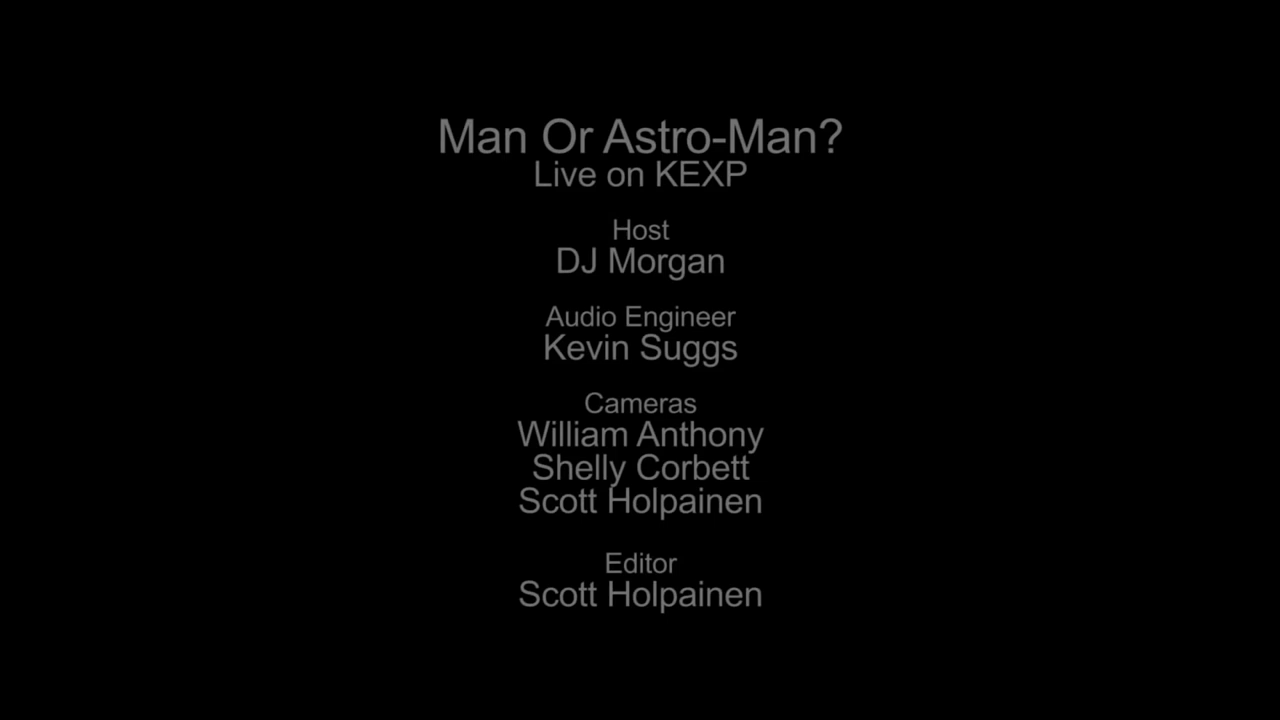 Man Or Astro-Man?
Live on KEXP
Host
DJ Morgan
Audio Engineer
Kevin Suggs
Cameras
William Anthony
Shelly Corbett
Scott Holpainen
Editor
Scott Holpainen